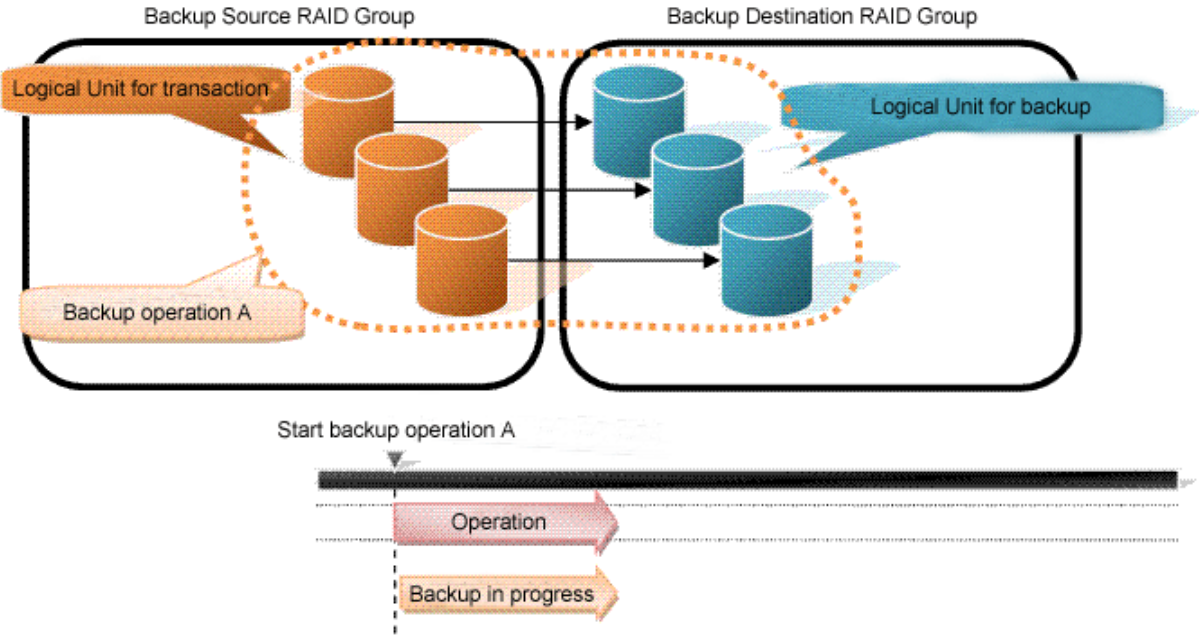 Backup Source RAID Group
Backup Destination RAID Group
Logical Unit for transaction
Logical Unit for backup
Backup operation A
Start backup operation A
Operation
Backup in progress